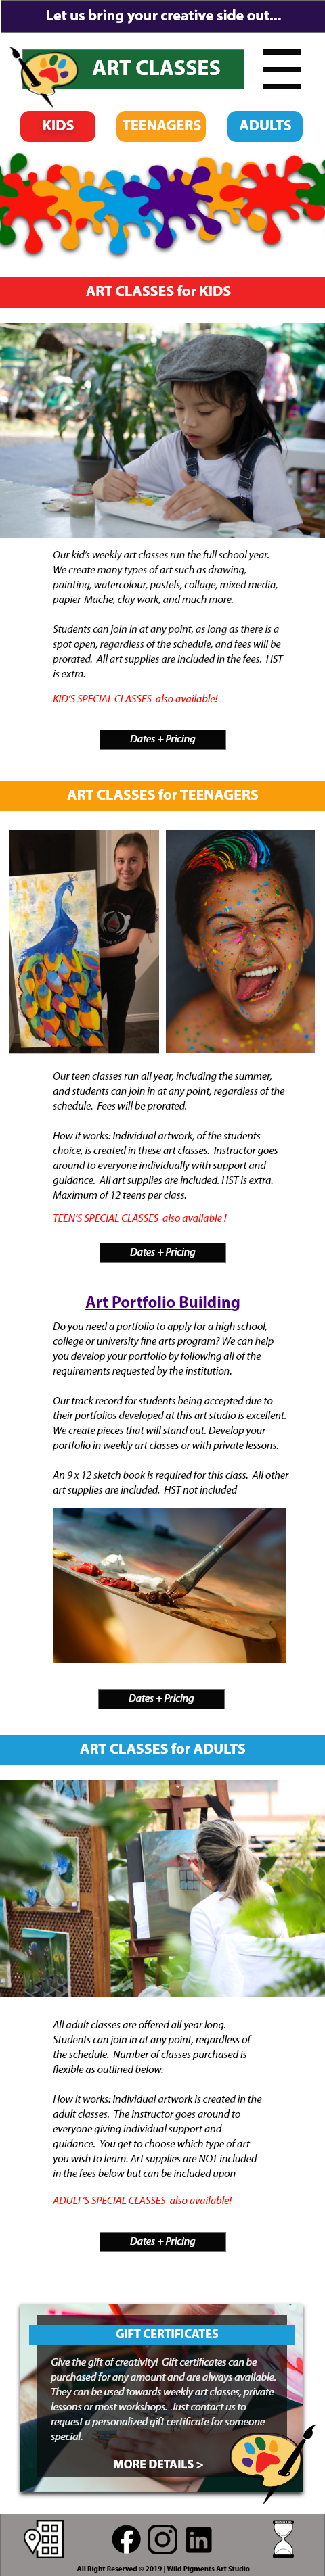 Let us bring your creative side out...
ART CLASSES
KIDS
TEENAGERS
ADULTS
ART CLASSES for KIDS
Our kid's weekly art classes run the full school year.
We create many types of art such as drawing,
painting, watercolour, pastels, collage, mixed media,
papier-Mache, clay work, and much more.
Students can join in at any point, as long as there is a
spot open, regardless of the schedule, and fees will be
prorated. All art supplies are included in the fees. HST
is extra.
KID'S SPECIAL CLASSES also available!
Dates + Pricing
ART CLASSES for TEENAGERS
Our teen classes run all year, including the summer,
and students can join in at any point, regardless of the
schedule. Fees will be prorated.
How it works: Individual artwork, of the students
choice, is created in these art classes. Instructor goes
around to everyone individually with support and
guidance. All art supplies are included. HST is extra.
Maximum of 12 teens per class.
TEEN'S SPECIAL CLASSES also available !
Dates + Pricing
Art Portfolio Building
Do you need a portfolio to apply for a high school,
college or university fine arts program? We can help
you develop your portfolio by following all of the
requirements requested by the institution.
Our track record for students being accepted due to
their portfolios developed at this art studio is excellent.
We create pieces that will stand out. Develop your
portfolio in weekly art classes or with private lessons.
An 9 x 12 sketch book is required for this class. All other
art supplies are included. HST not included
Dates + Pricing
ART CLASSES for ADULTS
All adult classes are offered all year long.
Students can join in at any point, regardless of
the schedule. Number of classes purchased is
flexible as outlined below.
How it works: Individual artwork is created in the
adult classes. The instructor goes around to
everyone giving individual support and
guidance. You get to choose which type of art
you wish to learn. Art supplies are NOT included
in the fees below but can be included upon
ADULT'S SPECIAL CLASSES also available!
Dates + Pricing
GIFT CERTIFICATES
Give the gift of creativity! Gift certificates can be
purchased for any amount and are always available.
They can be used towards weekly art classes, private
lessons or most workshops. Just contact us to
request a personalized gift certificate for someone
special.
MORE DETAILS >
All Right Reserved © 2019 | Wild Pigments Art Studio